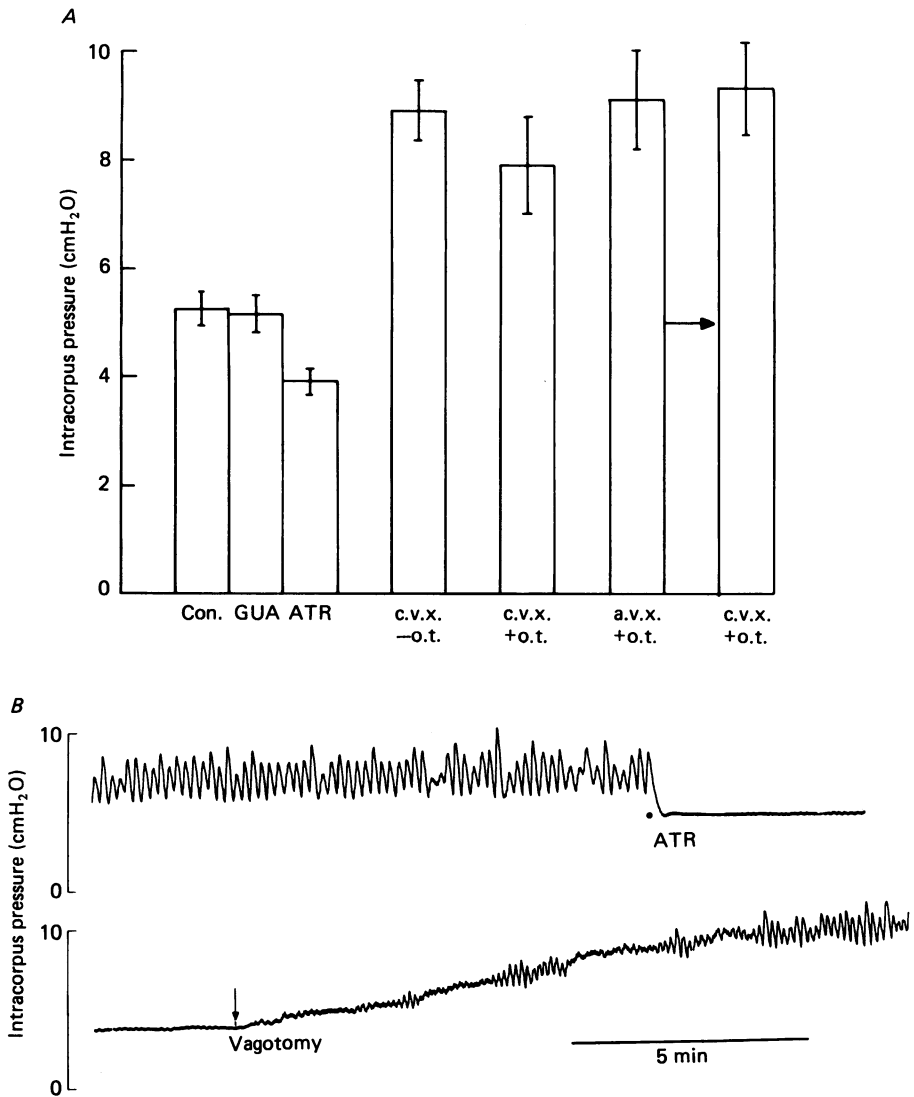 A
Intracorpus pressure (cmH₂O)
10
8
6
4
2
0
Con. GUA ATR c.v.x. c.v.x. a.v.x. c.v.x.
—o.t. +o.t. +o.t. +o.t.
B
Intracorpus pressure (cmH₂O)
10
0
ATR
10
0
Vagotomy
5 min